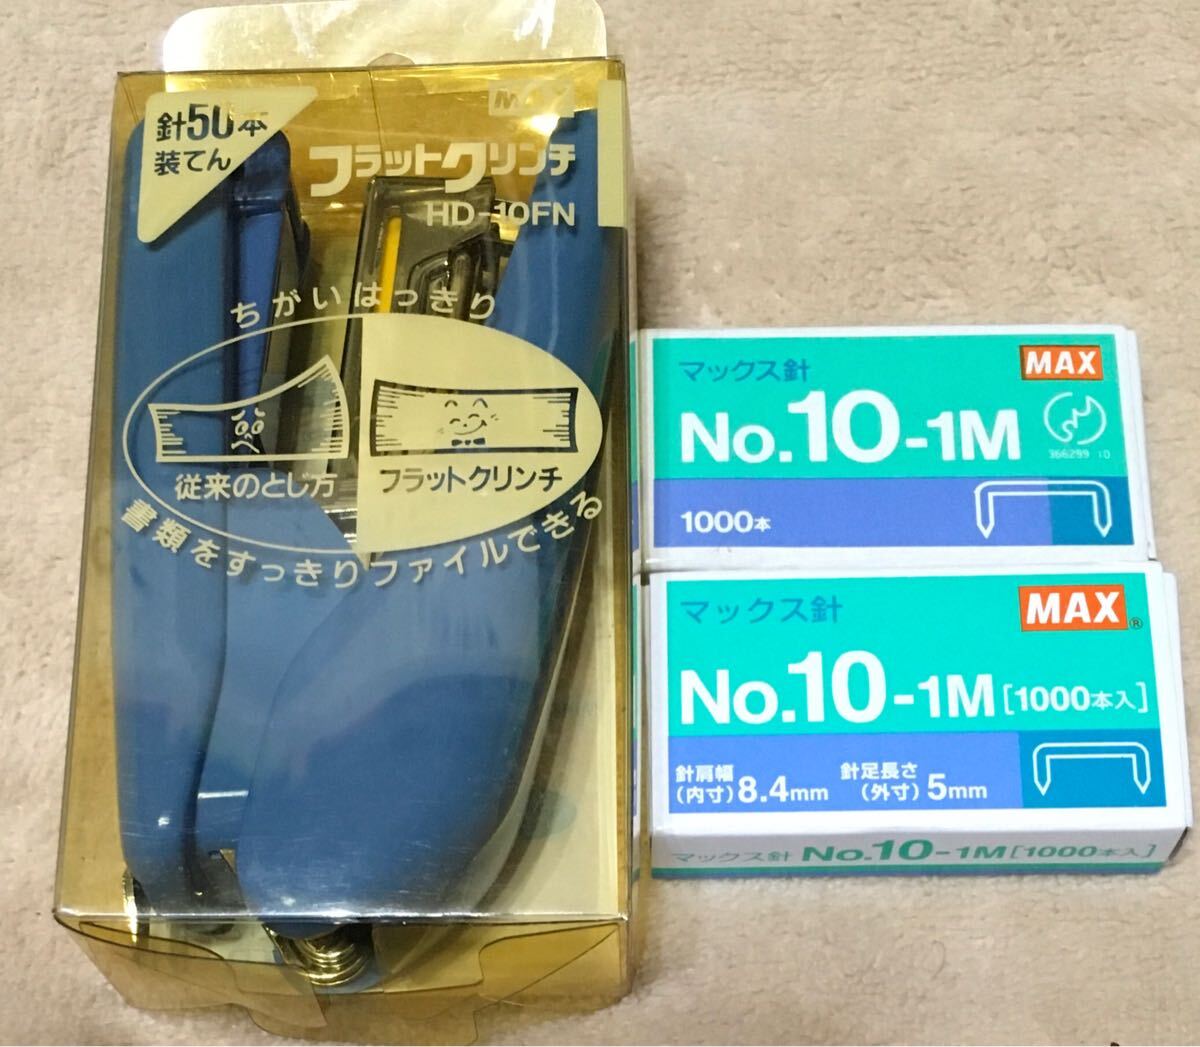 針50本
装てん
MAX
フラットクリンチ
HD-10FN
ちがいはっきり
従来のとじ方
フラットクリンチ
書類をすっきりファイルできる
マックス針
MAX
No.10-1M
366299 10
1000本
マックス針
MAX®
No.10-1M[1000本入]
針肩幅
(内寸)8.4mm
針足長さ
(外寸)5mm
マックス針 No.10-1M[1000本入]